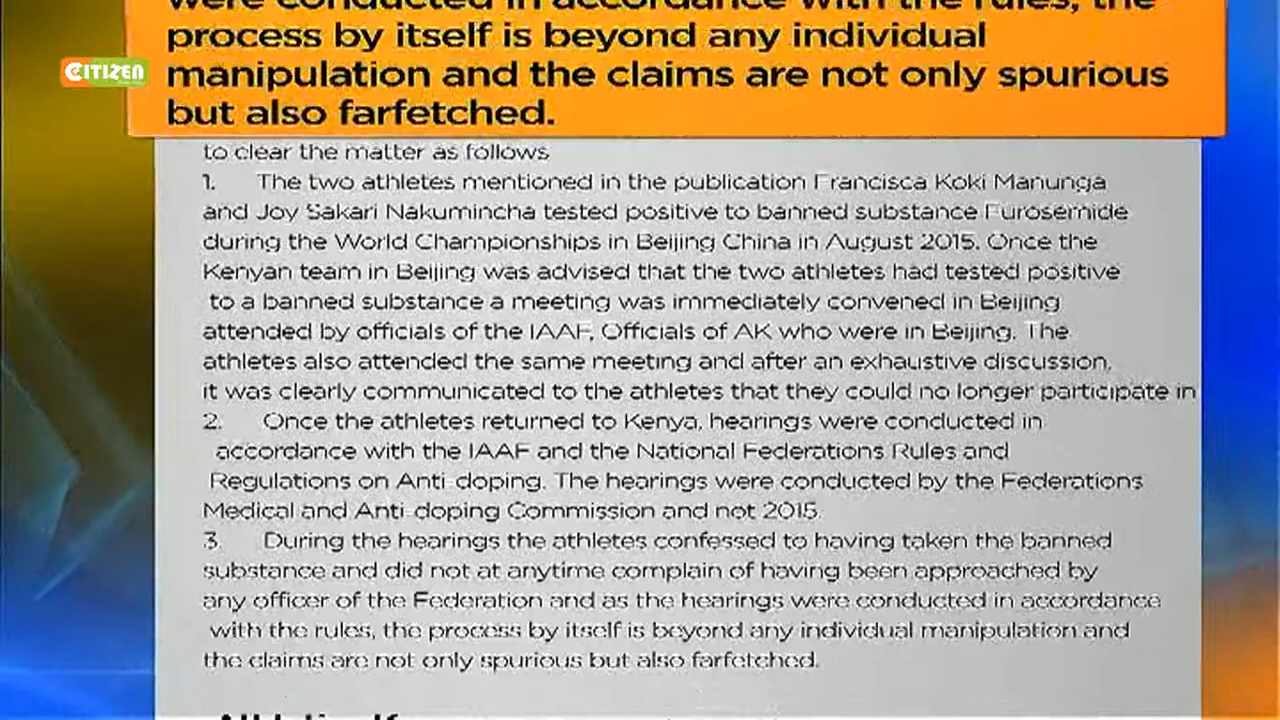 were conducted in accordance with the rules, the
process by itself is beyond any individual
manipulation and the claims are not only spurious
but also farfetched.
CITIZEN
to clear the matter as follows
1. The two athletes mentioned in the publication Francisca Koki Manunga
and Joy Sakari Nakumincha tested positive to banned substance Furosemide
during the World Championships in Beijing China in August 2015. Once the
Kenyan team in Beijing was advised that the two athletes had tested positive
to a banned substance a meeting was immediately convened in Beijing
attended by officials of the IAAF, Officials of AK who were in Beijing. The
athletes also attended the same meeting and after an exhaustive discussion,
it was clearly communicated to the athletes that they could no longer participate in
2. Once the athletes returned to Kenya, hearings were conducted in
accordance with the IAAF and the National Federations Rules and
Regulations on Anti-doping. The hearings were conducted by the Federations
Medical and Anti-doping Commission and not 2015.
3. During the hearings the athletes confessed to having taken the banned
substance and did not at anytime complain of having been approached by
any officer of the Federation and as the hearings were conducted in accordance
with the rules, the process by itself is beyond any individual manipulation and
the claims are not only spurious but also farfetched.